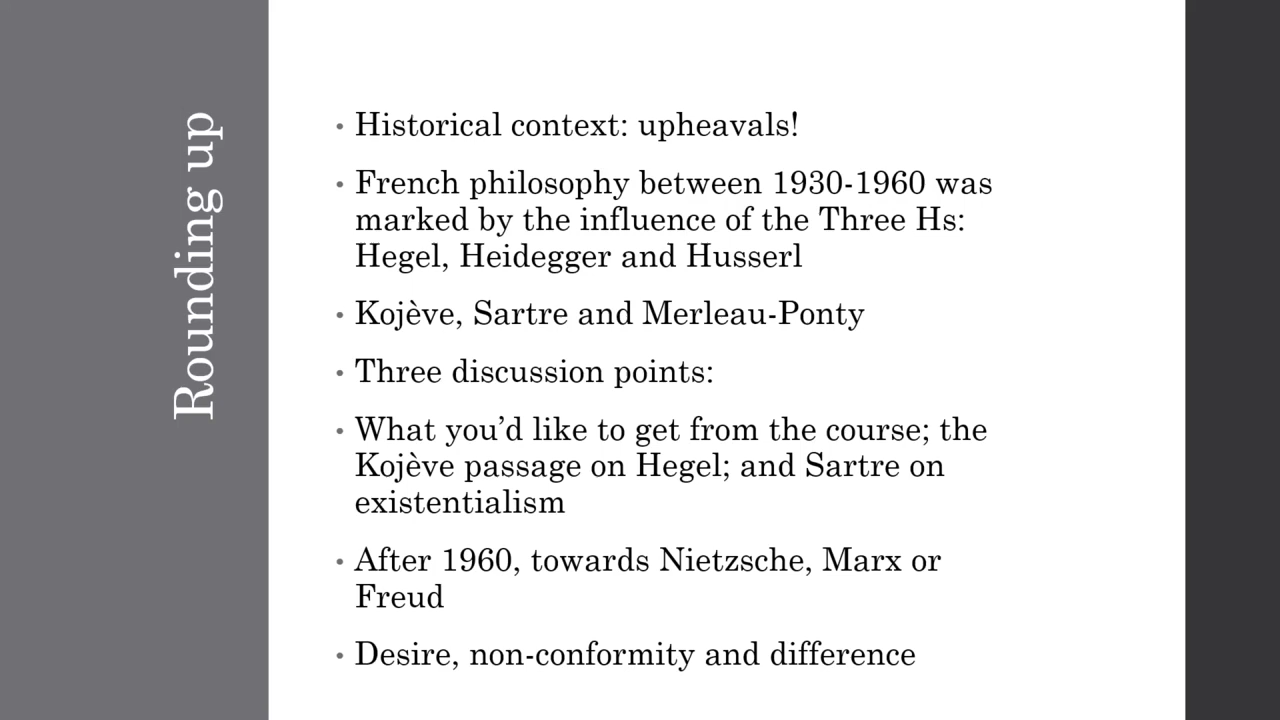 Rounding up
• Historical context: upheavals!
• French philosophy between 1930-1960 was
marked by the influence of the Three Hs:
Hegel, Heidegger and Husserl
• Kojève, Sartre and Merleau-Ponty
• Three discussion points:
• What you’d like to get from the course; the
Kojève passage on Hegel; and Sartre on
existentialism
• After 1960, towards Nietzsche, Marx or
Freud
• Desire, non-conformity and difference